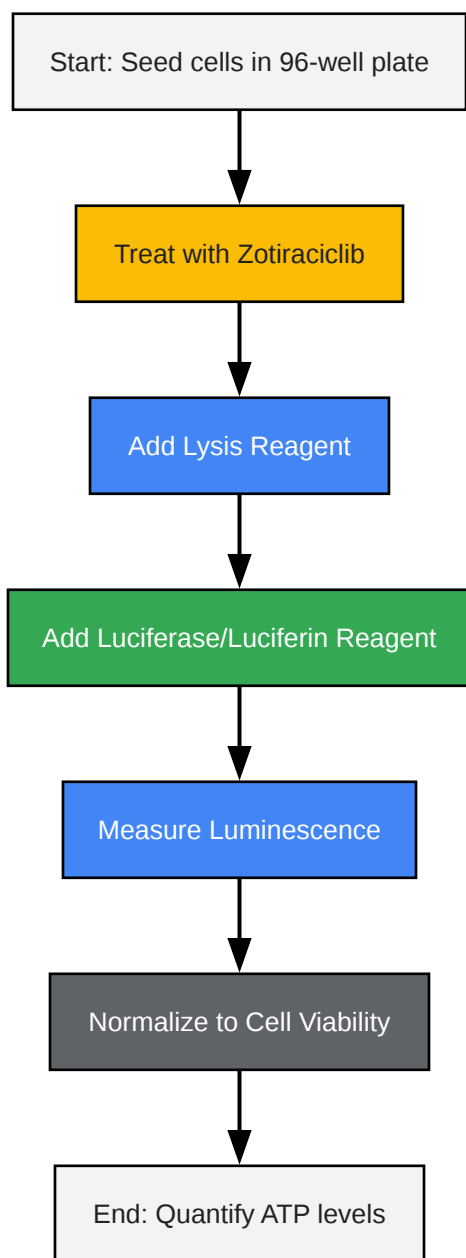 Start: Seed cells in 96-well plate
Treat with Zotiraciclib
Add Lysis Reagent
Add Luciferase/Luciferin Reagent
Measure Luminescence
Normalize to Cell Viability
End: Quantify ATP levels